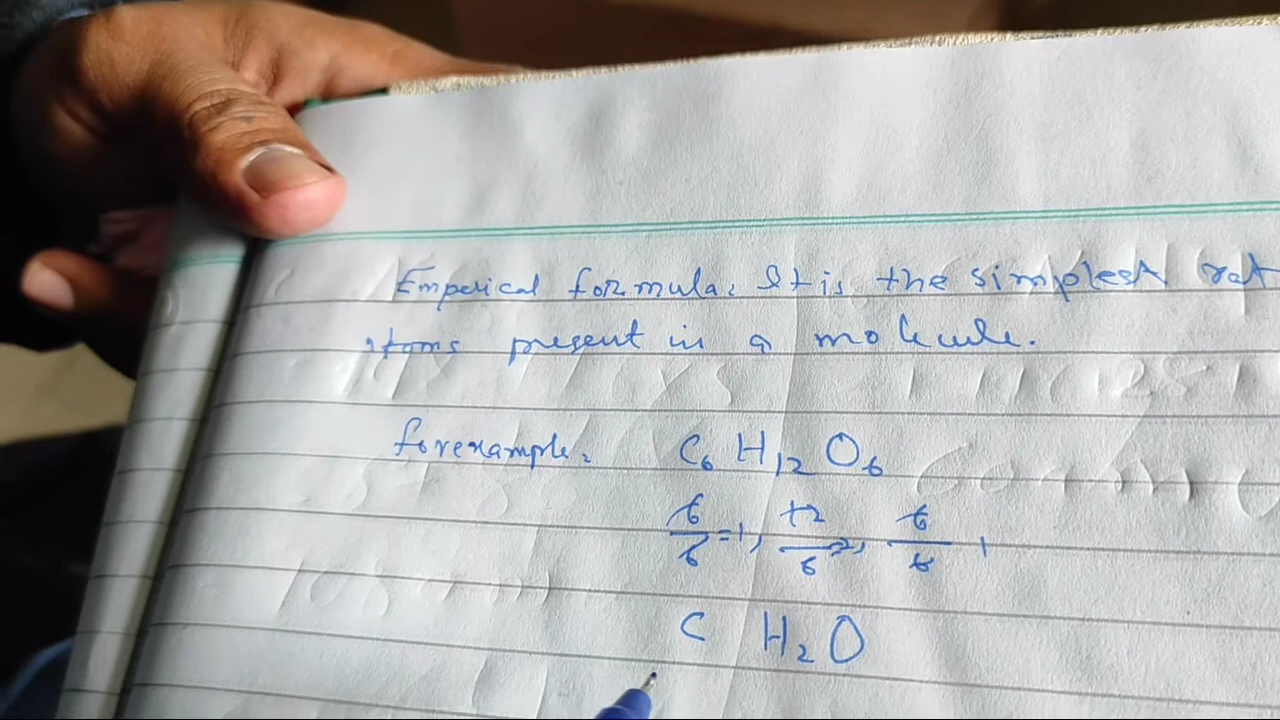 Emperical formula: It is the simplest rat
atoms present in a molecule.
for example: C6 H12 O6
6/6 = 1, 12/6 = 2, 6/6 = 1
C H2O